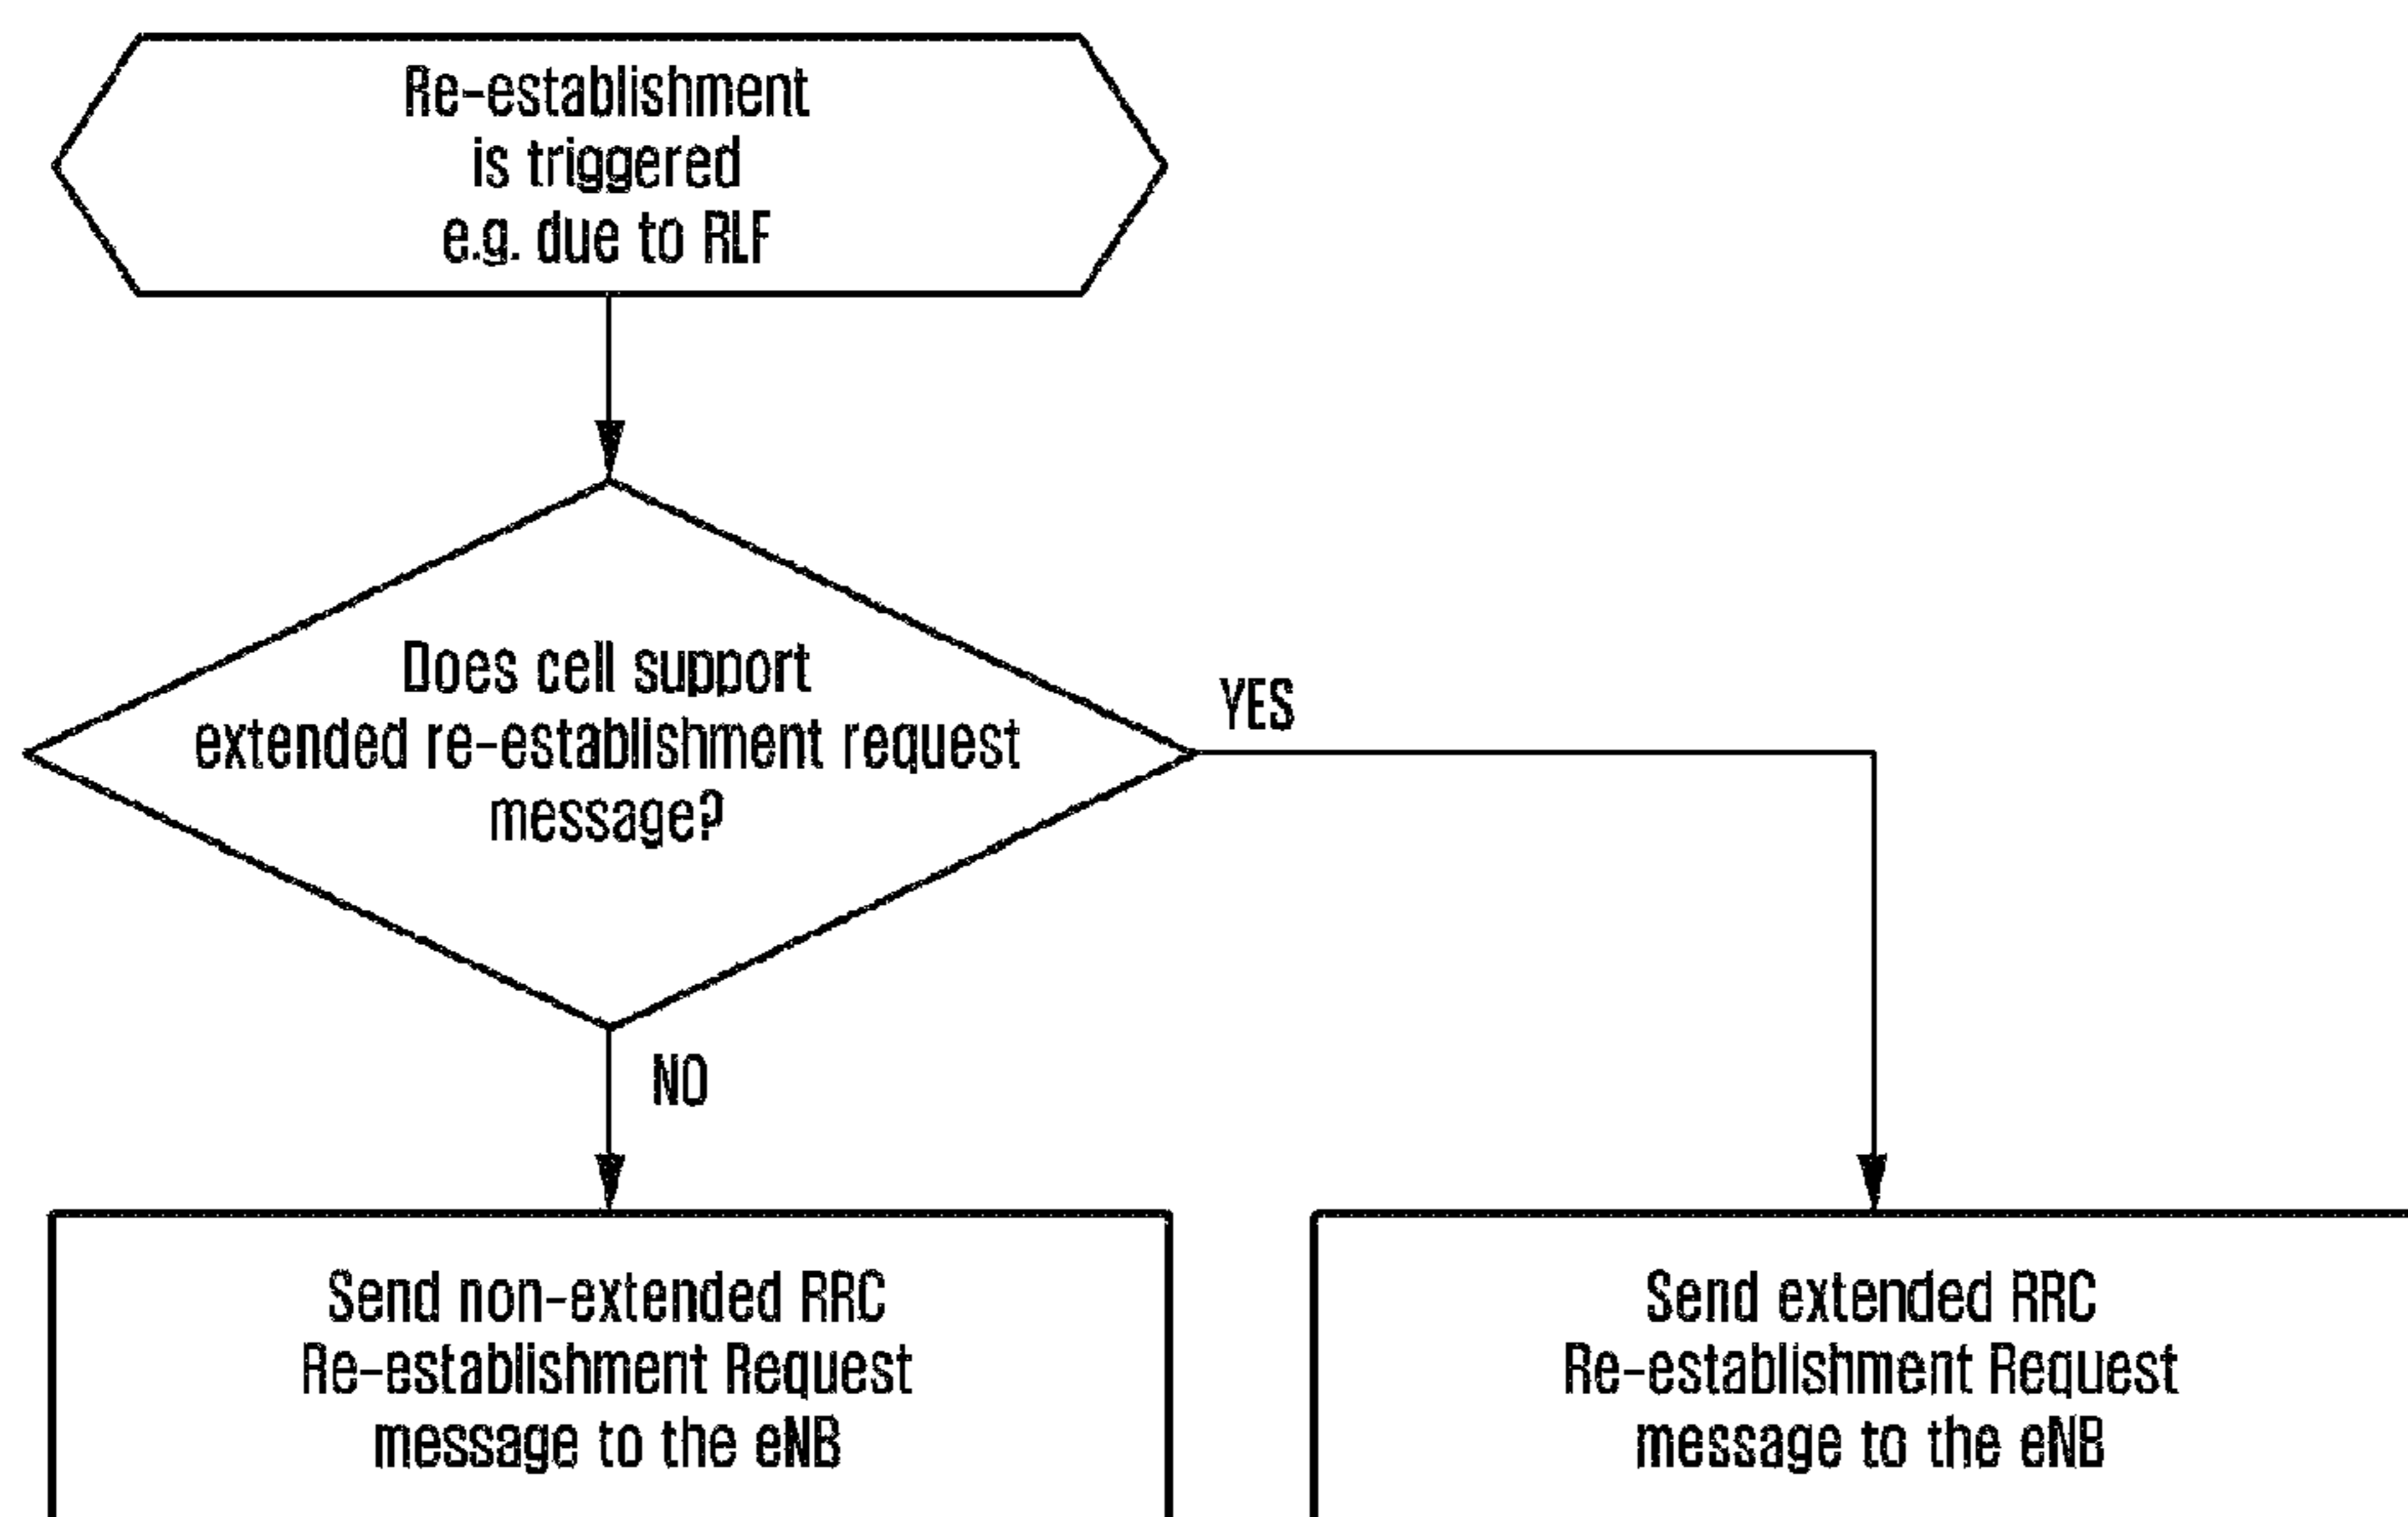 Re-establishment
is triggered
e.g. due to RLF
Does cell support
extended re-establishment request
message?
YES
NO
Send non-extended RRC
Re-establishment Request
message to the eNB
Send extended RRC
Re-establishment Request
message to the eNB